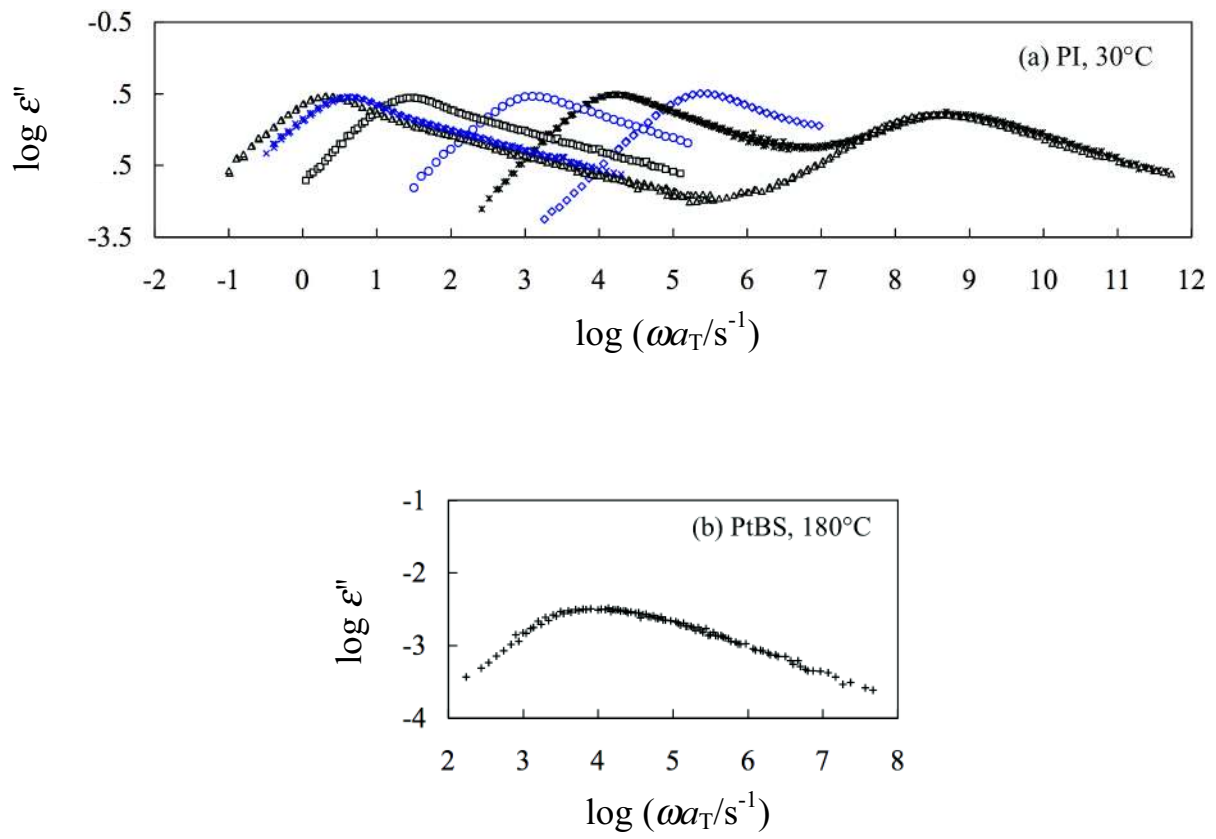 -0.5
(a) PI, 30°C
.5
.5
-3.5
log ε"
-2 -1 0 1 2 3 4 5 6 7 8 9 10 11 12
log (ωa_T/s⁻¹)
-1
(b) PtBS, 180°C
-2
-3
-4
log ε"
2 3 4 5 6 7 8
log (ωa_T/s⁻¹)